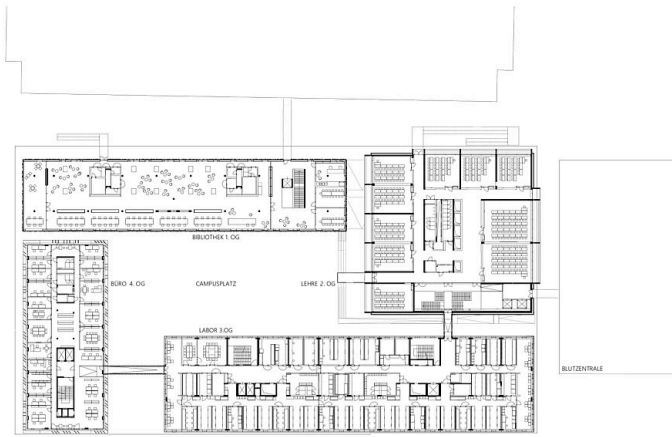 BIBLIOTHEK 1. OG
BÜRO 4. OG
CAMPUSPLATZ
LEHRE 2. OG
LABOR 3.OG
BLUTZENTRALE